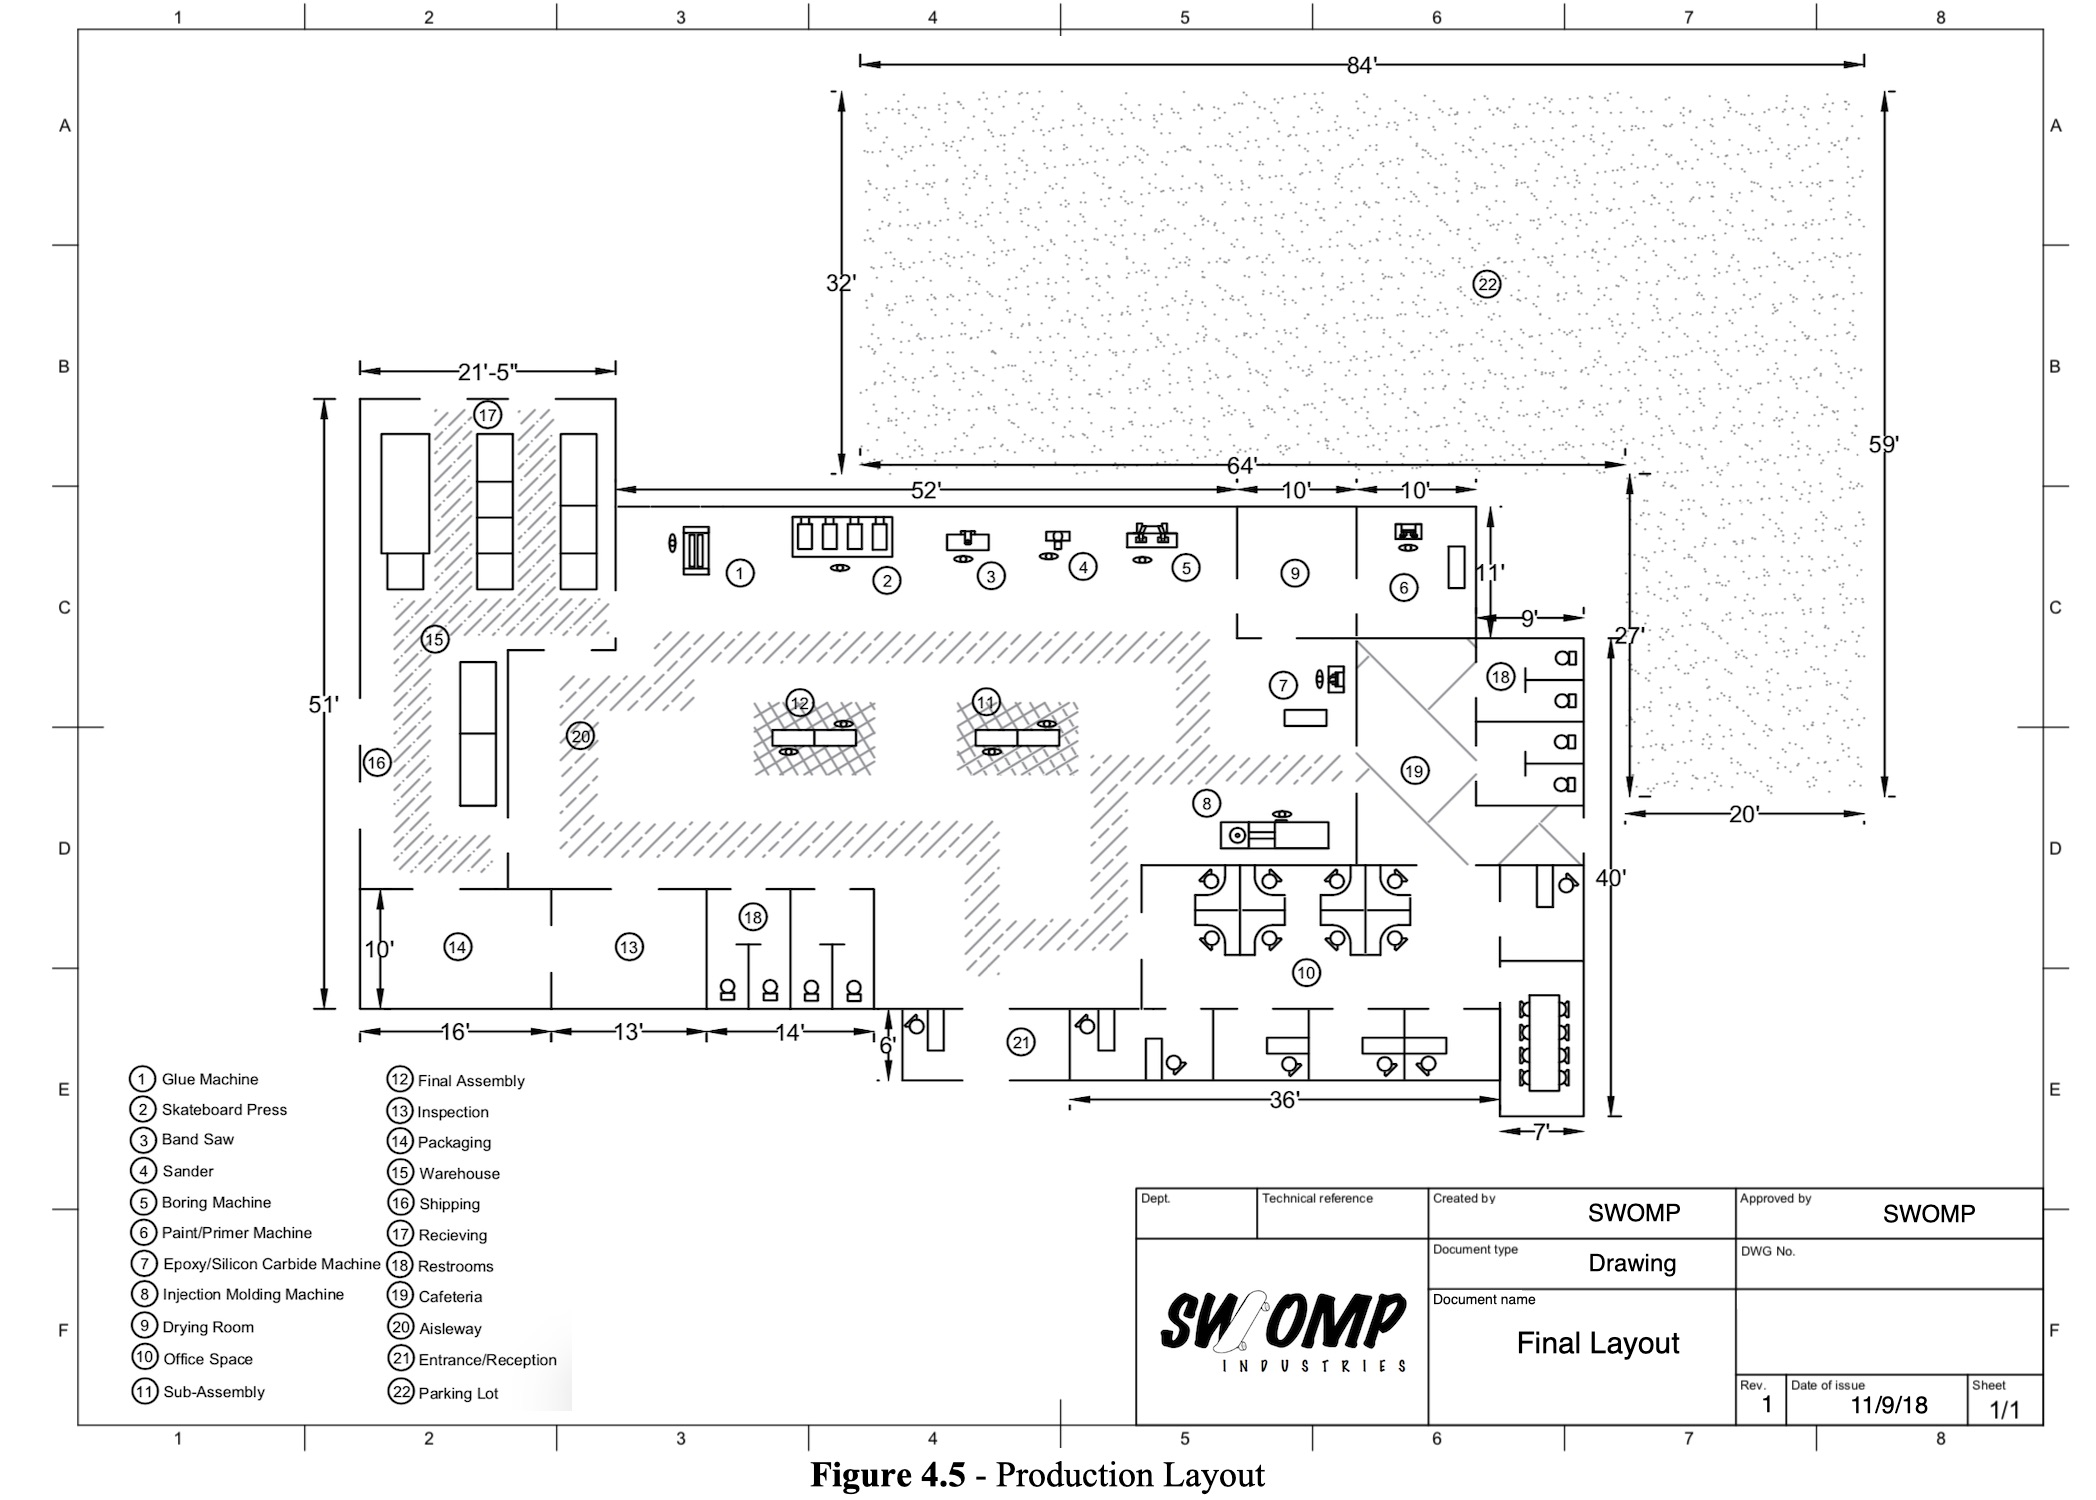 1 2 3 4 5 6 7 8
A A
B B
C C
D D
E E
F F
84'
32'
22
59'
21'-5"
17
64'
52' 10' 10'
1 2 3 4 5 9 6
11'
9'
27'
15
18
51'
12 11
7
20
16
19
8
20'
40'
10'
14 13 18
10
16' 13' 14'
6'
21
36'
7'
1 Glue Machine
2 Skateboard Press
3 Band Saw
4 Sander
5 Boring Machine
6 Paint/Primer Machine
7 Epoxy/Silicon Carbide Machine
8 Injection Molding Machine
9 Drying Room
10 Office Space
11 Sub-Assembly
12 Final Assembly
13 Inspection
14 Packaging
15 Warehouse
16 Shipping
17 Recieving
18 Restrooms
19 Cafeteria
20 Aisleway
21 Entrance/Reception
22 Parking Lot
Dept.
Technical reference
Created by
SWOMP
Approved by
SWOMP
Document type
Drawing
DWG No.
SWOMP
INDUSTRIES
Document name
Final Layout
Rev.
1
Date of issue
11/9/18
Sheet
1/1
1 2 3 4 5 6 7 8
Figure 4.5 - Production Layout